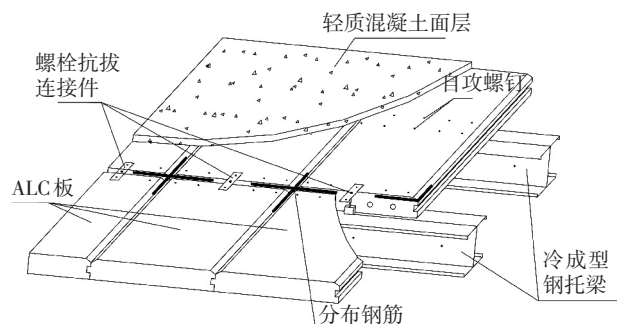 轻质混凝土面层
螺栓抗拔
连接件
自攻螺钉
ALC板
冷成型
钢托梁
分布钢筋